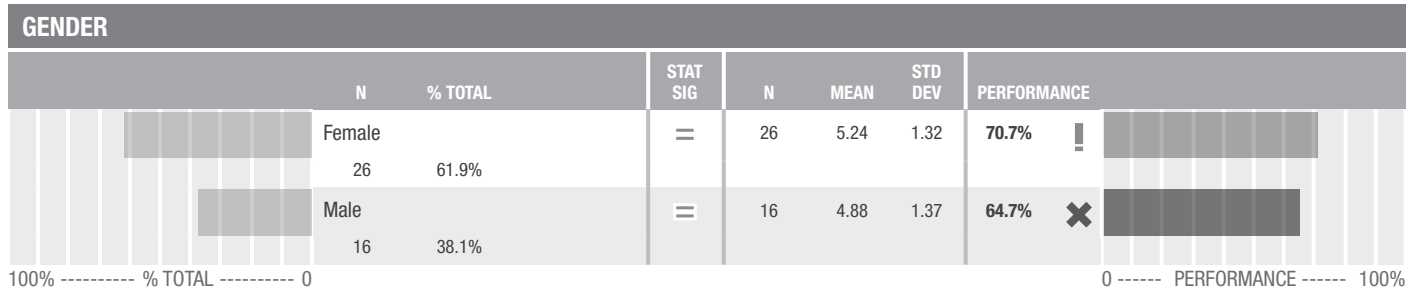 GENDER
N % TOTAL STAT SIG N MEAN STD DEV PERFORMANCE
Female = 26 5.24 1.32 70.7% !
26 61.9%
Male = 16 4.88 1.37 64.7% ✖
16 38.1%
100% ---------- % TOTAL ---------- 0 0 ------ PERFORMANCE ------ 100%